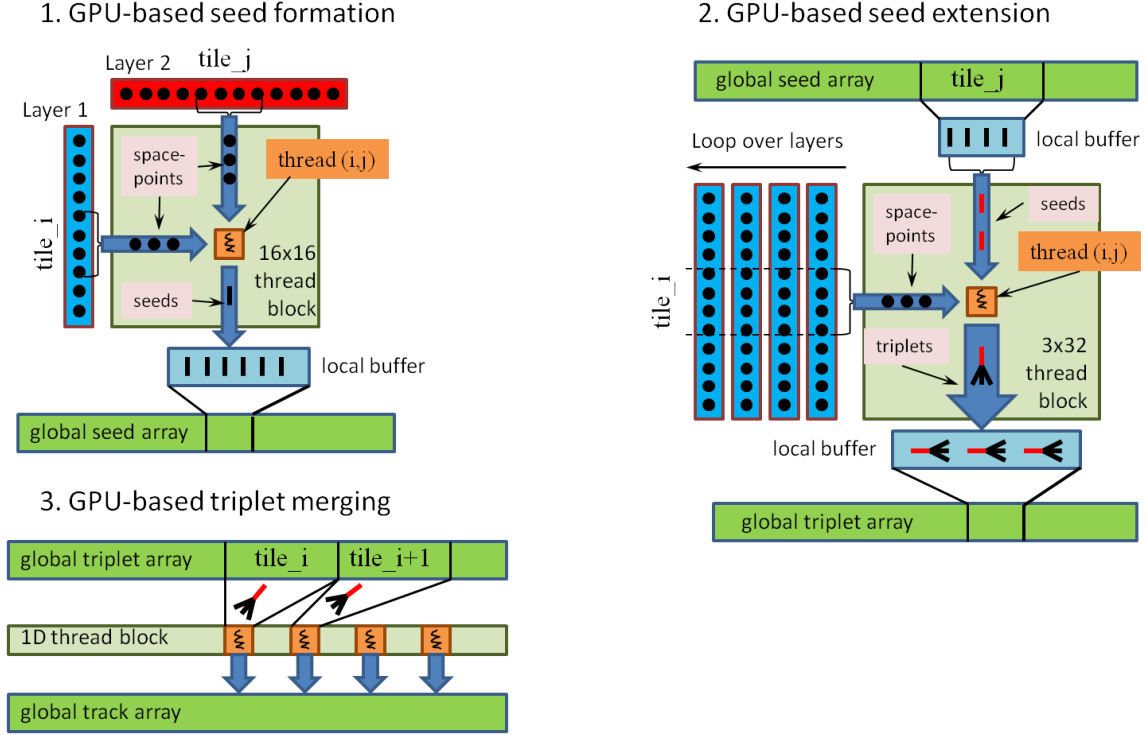 1. GPU-based seed formation
Layer 2
tile_j
Layer 1
space-
points
thread (i,j)
tile_i
16x16
thread
block
seeds
local buffer
global seed array
2. GPU-based seed extension
global seed array
tile_j
local buffer
Loop over layers
space-
points
seeds
thread (i,j)
tile_i
triplets
3x32
thread
block
local buffer
global triplet array
3. GPU-based triplet merging
global triplet array
tile_i
tile_i+1
1D thread block
global track array